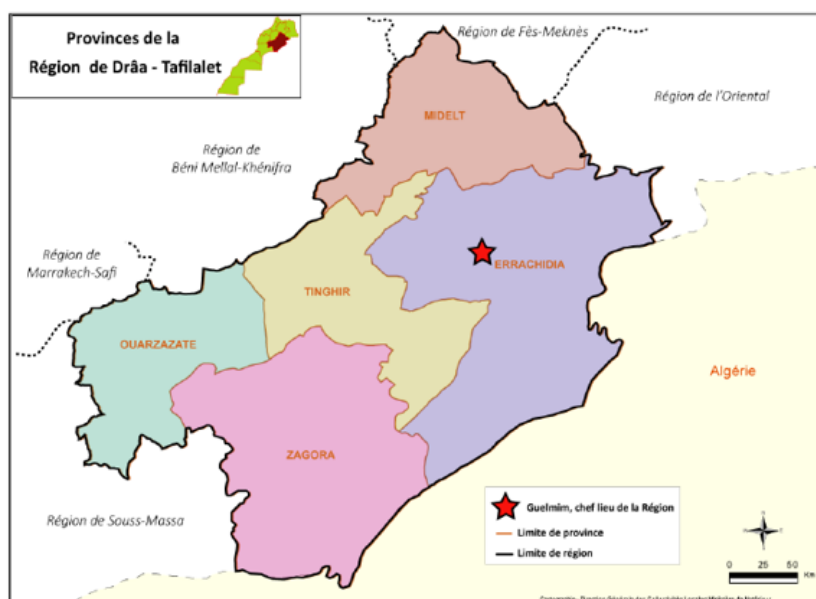 Provinces de la
Région de Drâa - Tafilalet
Région de Fès-Meknès
Région de l'Oriental
MIDELT
Région de
Béni Mellal-Khénifra
Région de
Marrakech-Safi
ERRACHIDIA
TINGHIR
OUARZAZATE
Algérie
ZAGORA
Région de Souss-Massa
Guelmim, chef lieu de la Région
Limite de province
Limite de région
0 25 50
Km